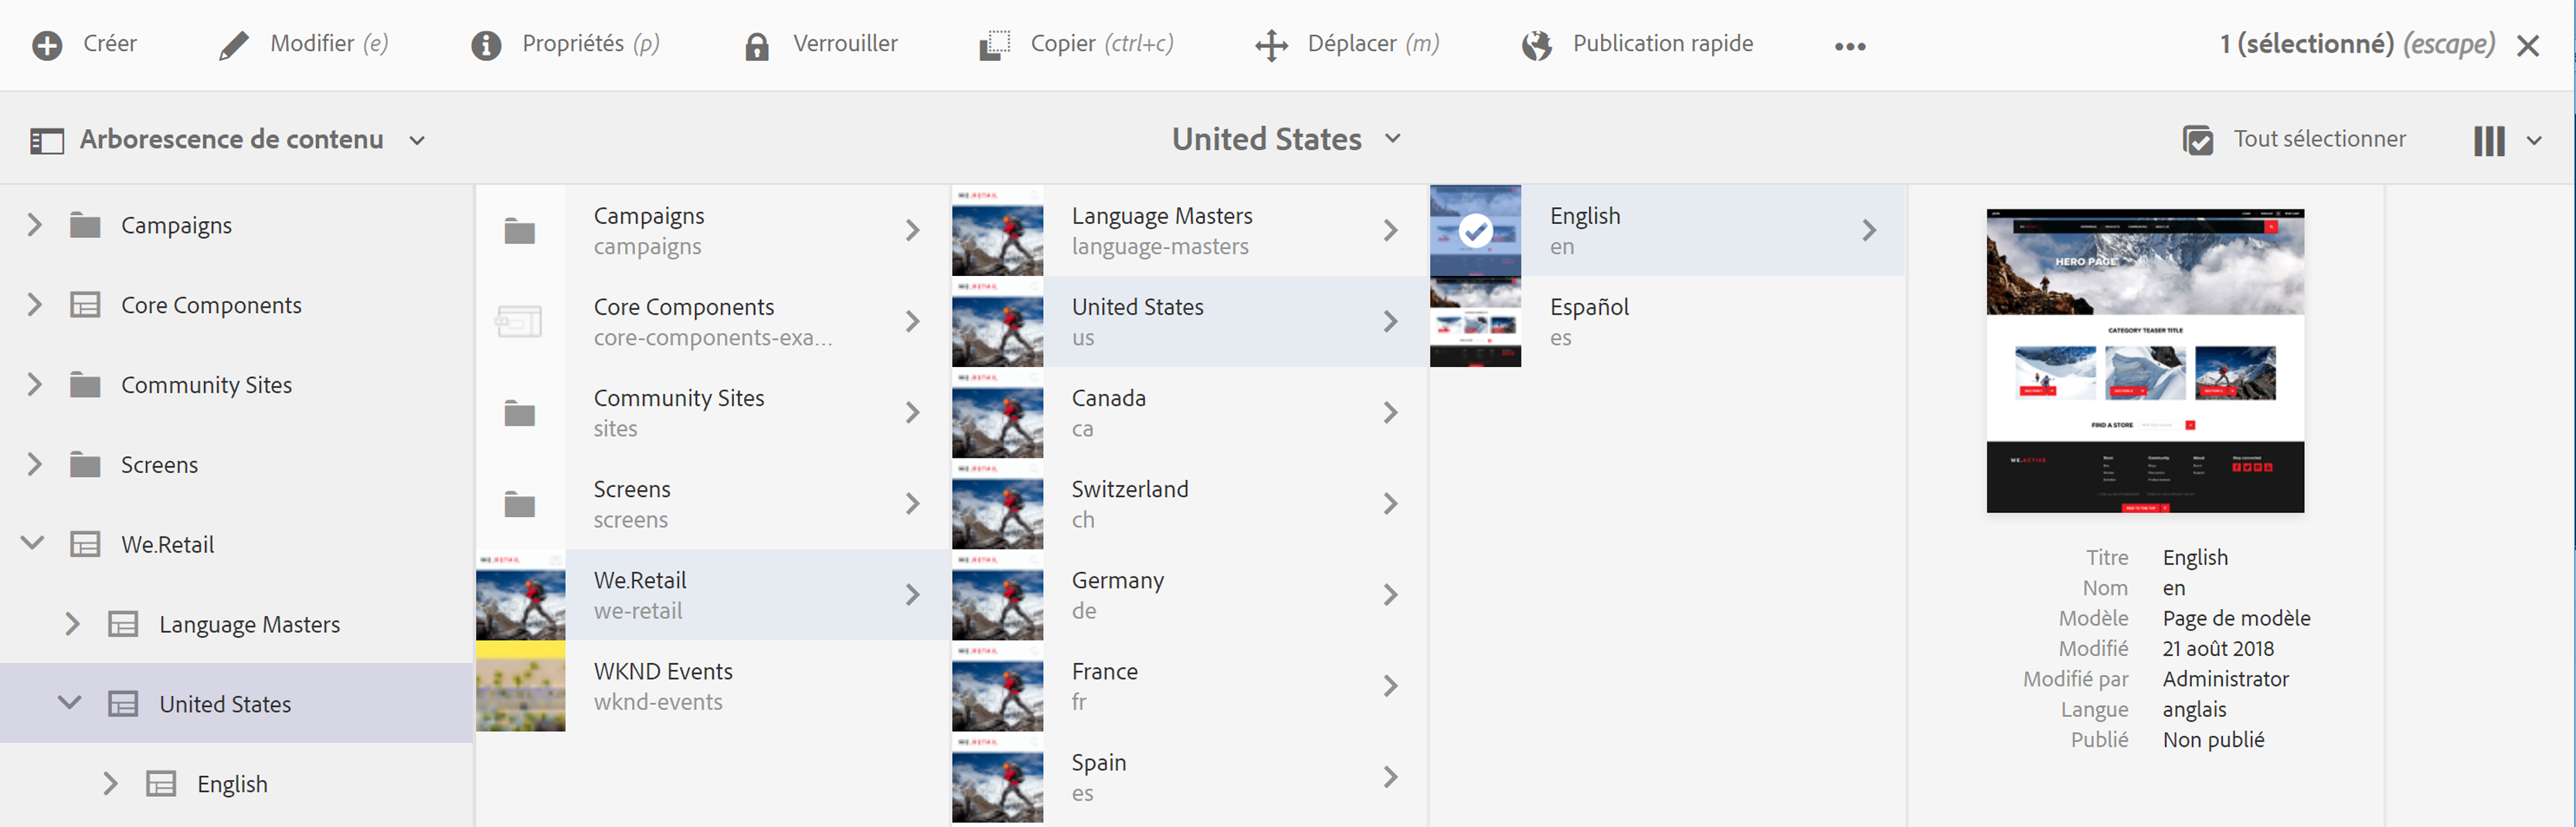 Créer
Modifier (e)
Propriétés (p)
Verrouiller
Copier (ctrl+c)
Déplacer (m)
Publication rapide
1 (sélectionné) (escape)
Arborescence de contenu
United States
Tout sélectionner
Campaigns
Core Components
Community Sites
Screens
We.Retail
Language Masters
United States
English
Campaigns
campaigns
Core Components
core-components-exa...
Community Sites
sites
Screens
screens
We.Retail
we-retail
WKND Events
wknd-events
Language Masters
language-masters
United States
us
Canada
ca
Switzerland
ch
Germany
de
France
fr
Spain
es
English
en
Español
es
HERO PAGE
CATEGORY TEASER TITLE
FIND A STORE
WE.ACTIVE
Titre English
Nom en
Modèle Page de modèle
Modifié 21 août 2018
Modifié par Administrator
Langue anglais
Publié Non publié